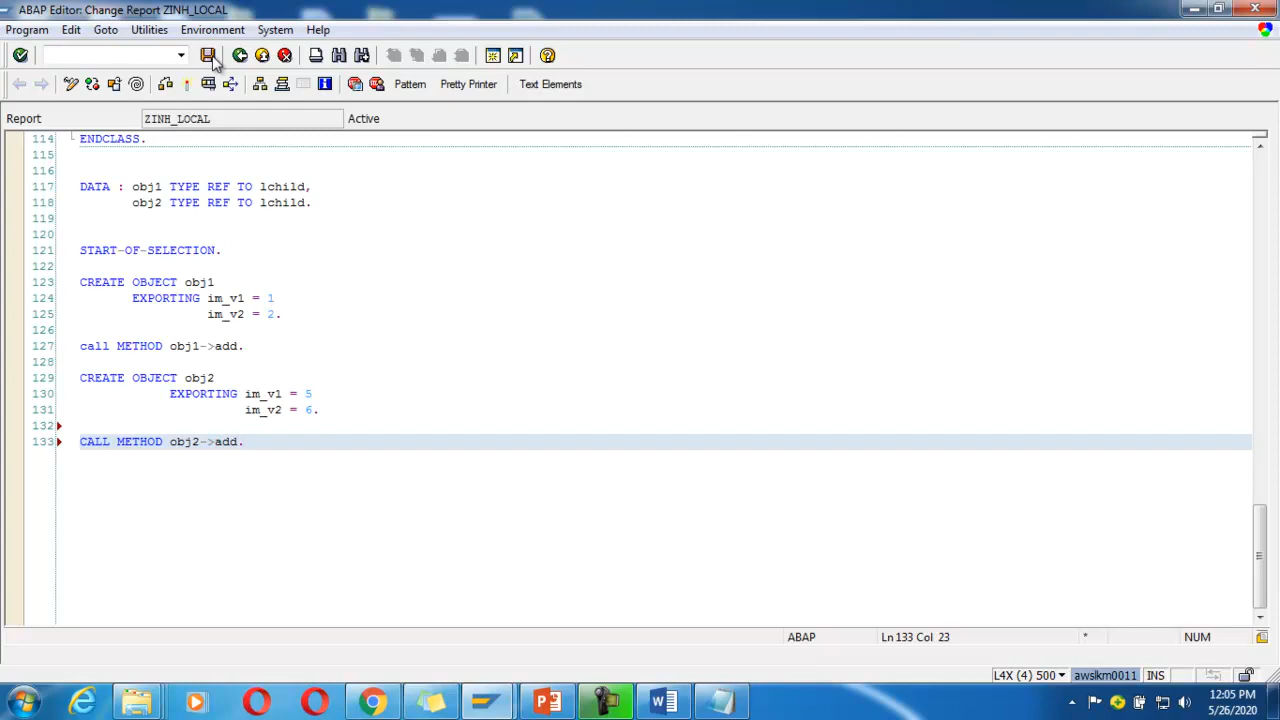 ABAP Editor: Change Report ZINH_LOCAL
Program Edit Goto Utilities Environment System Help
Pattern Pretty Printer Text Elements
Report ZINH_LOCAL Active
114 ENDCLASS.
115
116
117 DATA : obj1 TYPE REF TO lchild,
118 obj2 TYPE REF TO lchild.
119
120
121 START-OF-SELECTION.
122
123 CREATE OBJECT obj1
124 EXPORTING im_v1 = 1
125 im_v2 = 2.
126
127 call METHOD obj1->add.
128
129 CREATE OBJECT obj2
130 EXPORTING im_v1 = 5
131 im_v2 = 6.
132
133 CALL METHOD obj2->add.
ABAP Ln 133 Col 23 * NUM
L4X (4) 500 awslkm0011 INS
12:05 PM
5/26/2020